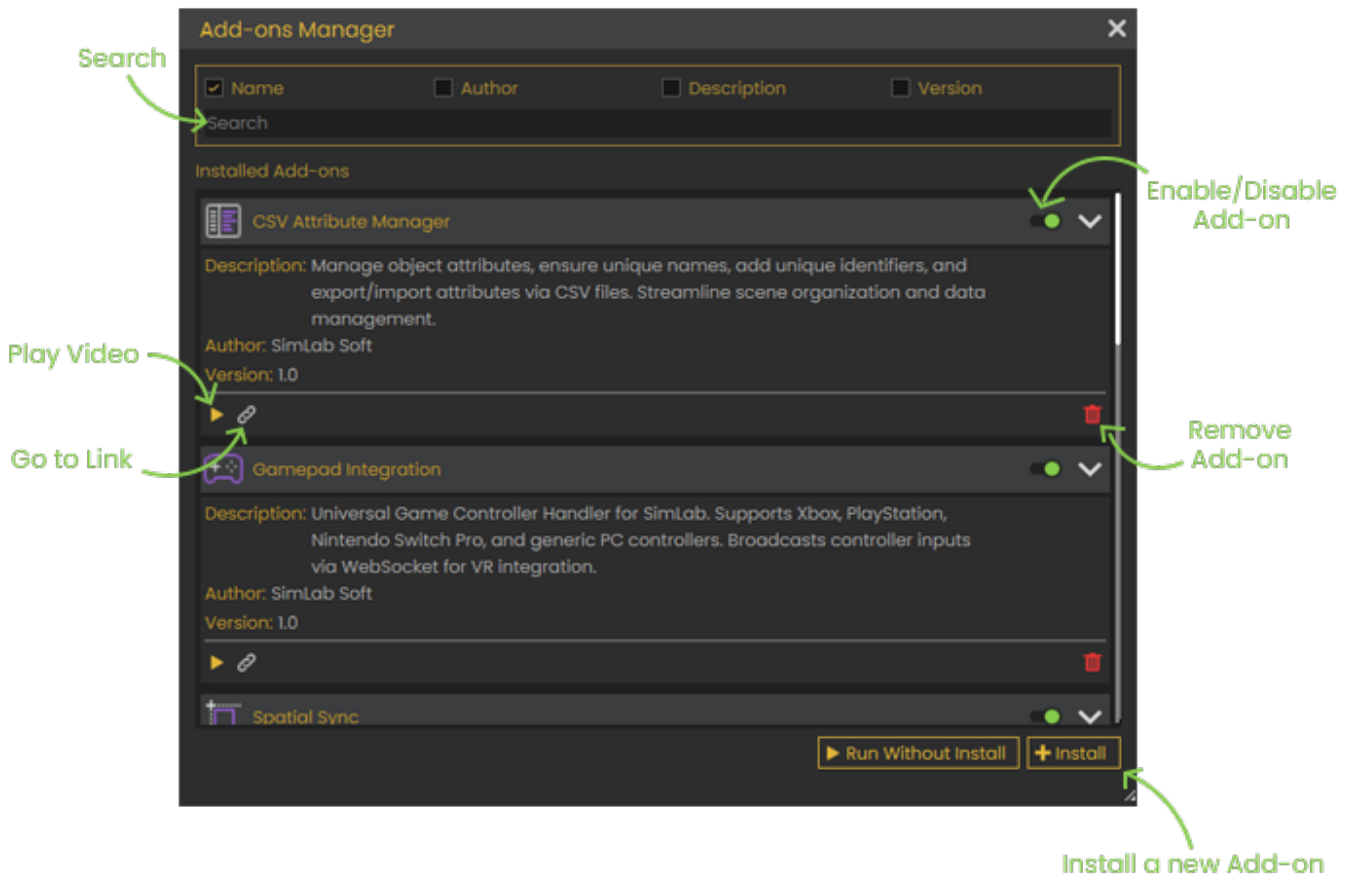 Add-ons Manager
Search
Name Author Description Version
Search
Installed Add-ons
Enable/Disable
Add-on
CSV Attribute Manager
Description: Manage object attributes, ensure unique names, add unique identifiers, and
export/import attributes via CSV files. Streamline scene organization and data
management.
Author: SimLab Soft
Play Video
Version: 1.0
Go to Link
Remove
Add-on
Gamepad Integration
Description: Universal Game Controller Handler for SimLab. Supports Xbox, PlayStation,
Nintendo Switch Pro, and generic PC controllers. Broadcasts controller inputs
via WebSocket for VR integration.
Author: SimLab Soft
Version: 1.0
Spatial Sync
Run Without Install Install
Install a new Add-on